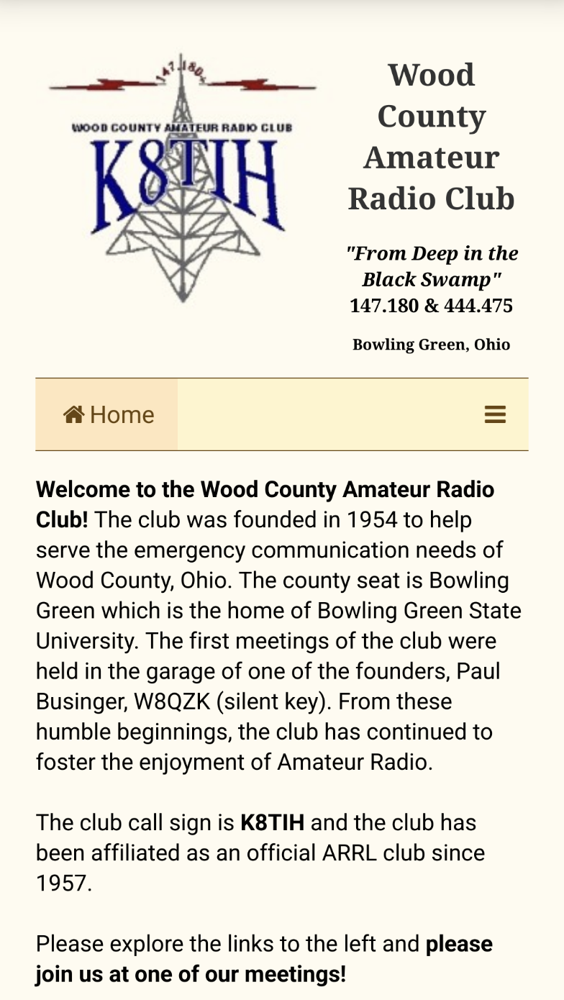 147.180
WOOD COUNTY AMATEUR RADIO CLUB
K8TIH
Wood
County
Amateur
Radio Club
"From Deep in the
Black Swamp"
147.180 & 444.475
Bowling Green, Ohio
Home
Welcome to the Wood County Amateur Radio
Club! The club was founded in 1954 to help
serve the emergency communication needs of
Wood County, Ohio. The county seat is Bowling
Green which is the home of Bowling Green State
University. The first meetings of the club were
held in the garage of one of the founders, Paul
Businger, W8QZK (silent key). From these
humble beginnings, the club has continued to
foster the enjoyment of Amateur Radio.
The club call sign is K8TIH and the club has
been affiliated as an official ARRL club since
1957.
Please explore the links to the left and please
join us at one of our meetings!